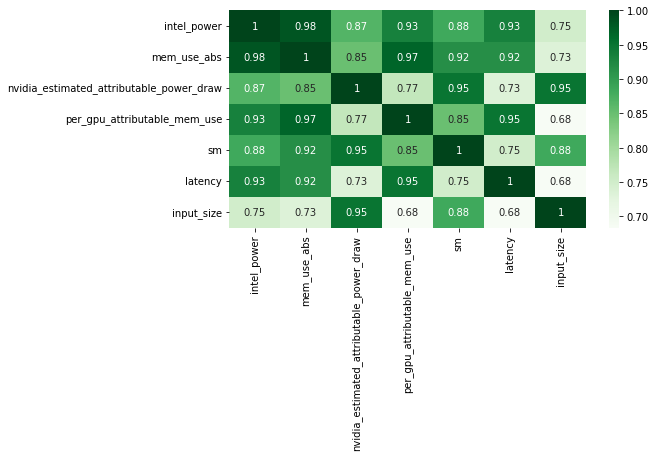 intel_power 1 0.98 0.87 0.93 0.88 0.93 0.75
mem_use_abs 0.98 1 0.85 0.97 0.92 0.92 0.73
nvidia_estimated_attributable_power_draw 0.87 0.85 1 0.77 0.95 0.73 0.95
per_gpu_attributable_mem_use 0.93 0.97 0.77 1 0.85 0.95 0.68
sm 0.88 0.92 0.95 0.85 1 0.75 0.88
latency 0.93 0.92 0.73 0.95 0.75 1 0.68
input_size 0.75 0.73 0.95 0.68 0.88 0.68 1
intel_power
mem_use_abs
nvidia_estimated_attributable_power_draw
per_gpu_attributable_mem_use
sm
latency
input_size
1.00
0.95
0.90
0.85
0.80
0.75
0.70